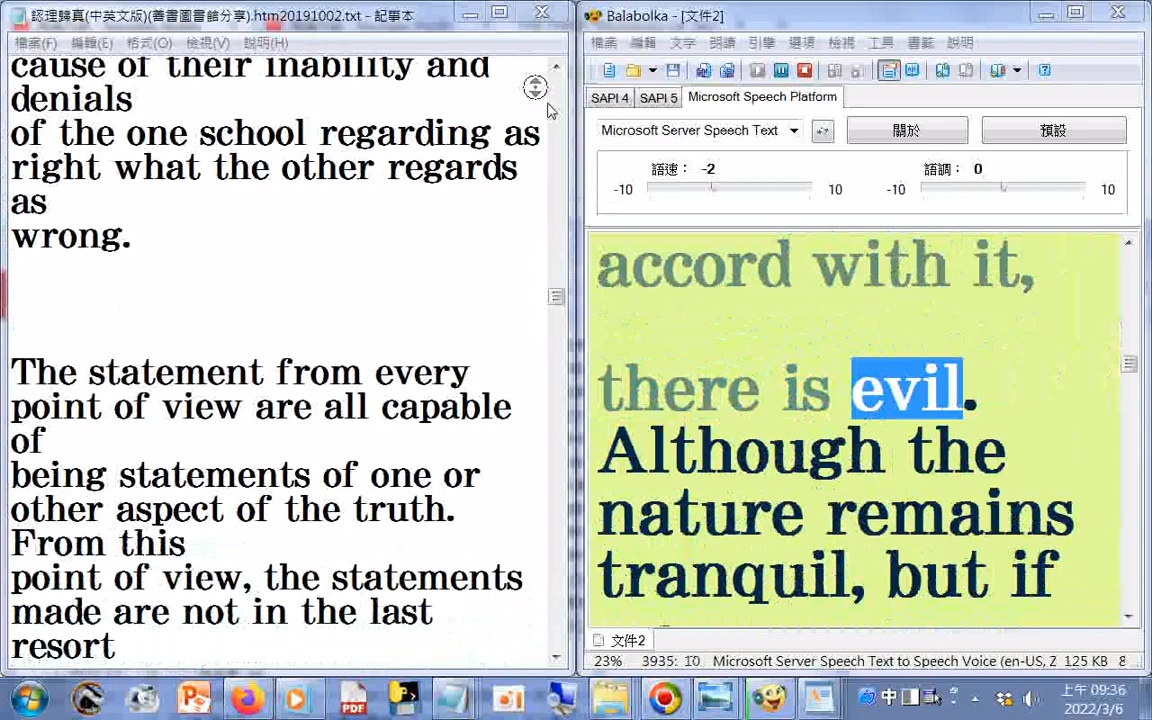 認理歸真(中英文版)(善書圖書館分享).htm20191002.txt - 記事本
檔案(F) 編輯(E) 格式(O) 檢視(V) 說明(H)
cause of their inability and
denials
of the one school regarding as
right what the other regards
as
wrong.
The statement from every
point of view are all capable
of
being statements of one or
other aspect of the truth.
From this
point of view, the statements
made are not in the last
resort
Balabolka - [文件2]
檔案 編輯 文字 朗讀 引擎 選項 檢視 工具 書籤 說明
SAPI 4 SAPI 5 Microsoft Speech Platform
Microsoft Server Speech Text 關於 預設
語速: -2 語調: 0
-10 10 -10 10
accord with it,
there is evil.
Although the
nature remains
tranquil, but if
文件2
23% 3935: 10 Microsoft Server Speech Text to Speech Voice (en-US, Z 125 KB 8
中
上午 09:36
2022/3/6